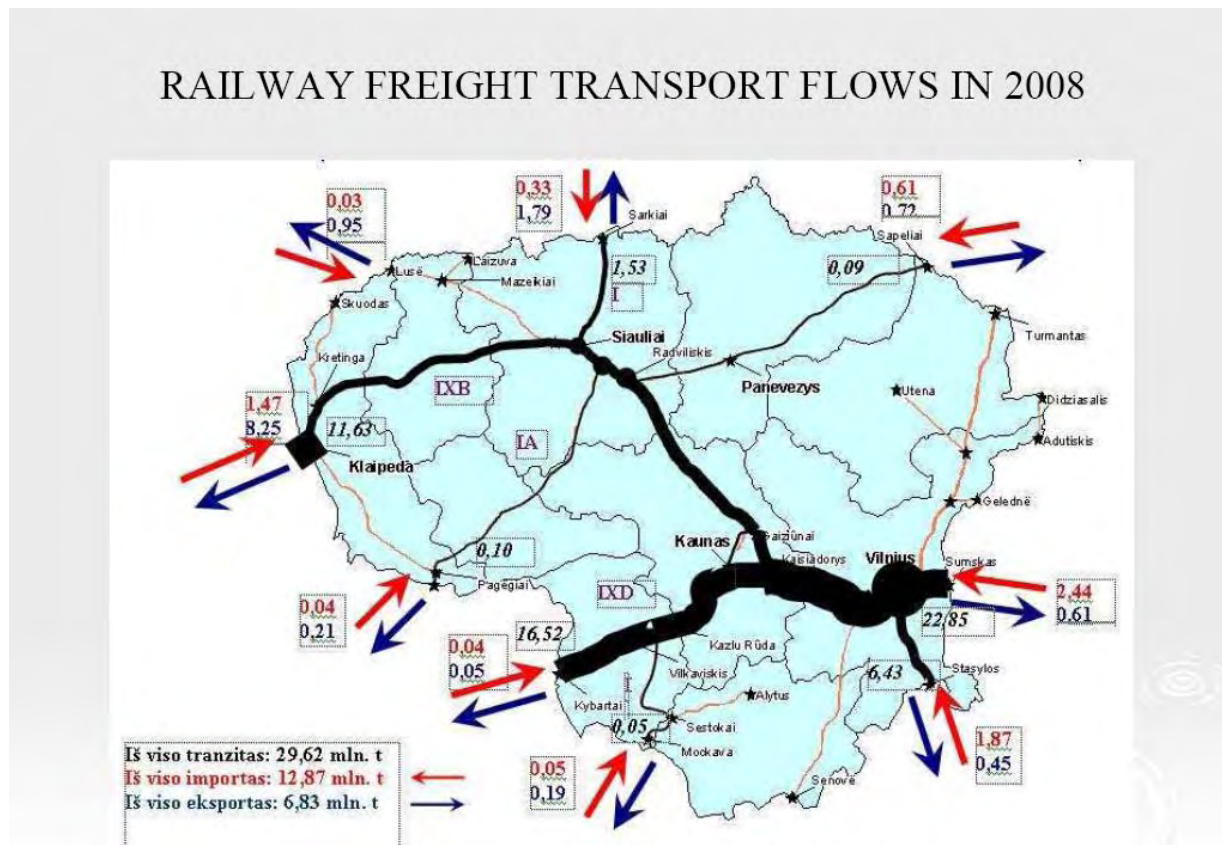 RAILWAY FREIGHT TRANSPORT FLOWS IN 2008
0,03
0,95
0,33
1,79
Sarkiai
0,61
0,72
Sapeliai
Lusė
Laizuva
Mazeikiai
1,53
I
0,09
Skuodas
Siauliai
Radviliskis
Turmantas
Kretinga
IXB
Panevezys
Utena
Didziasalis
1,47
8,25
11,63
IA
Adutiskis
Klaipeda
Gelednė
Kaunas
Gaiziūnai
Kaisiadorys
Vilnius
Sumskas
0,10
Pagėgiai
IXD
2,44
0,61
0,04
0,21
16,52
22,85
0,04
0,05
Kazlu Rūda
Vilkaviskis
6,43
Stasylos
Kybartai
Alytus
0,05
Sestokai
Mockava
1,87
0,45
0,05
0,19
Senovė
Iš viso tranzitas: 29,62 mln. t
Iš viso importas: 12,87 mln. t
Iš viso eksportas: 6,83 mln. t